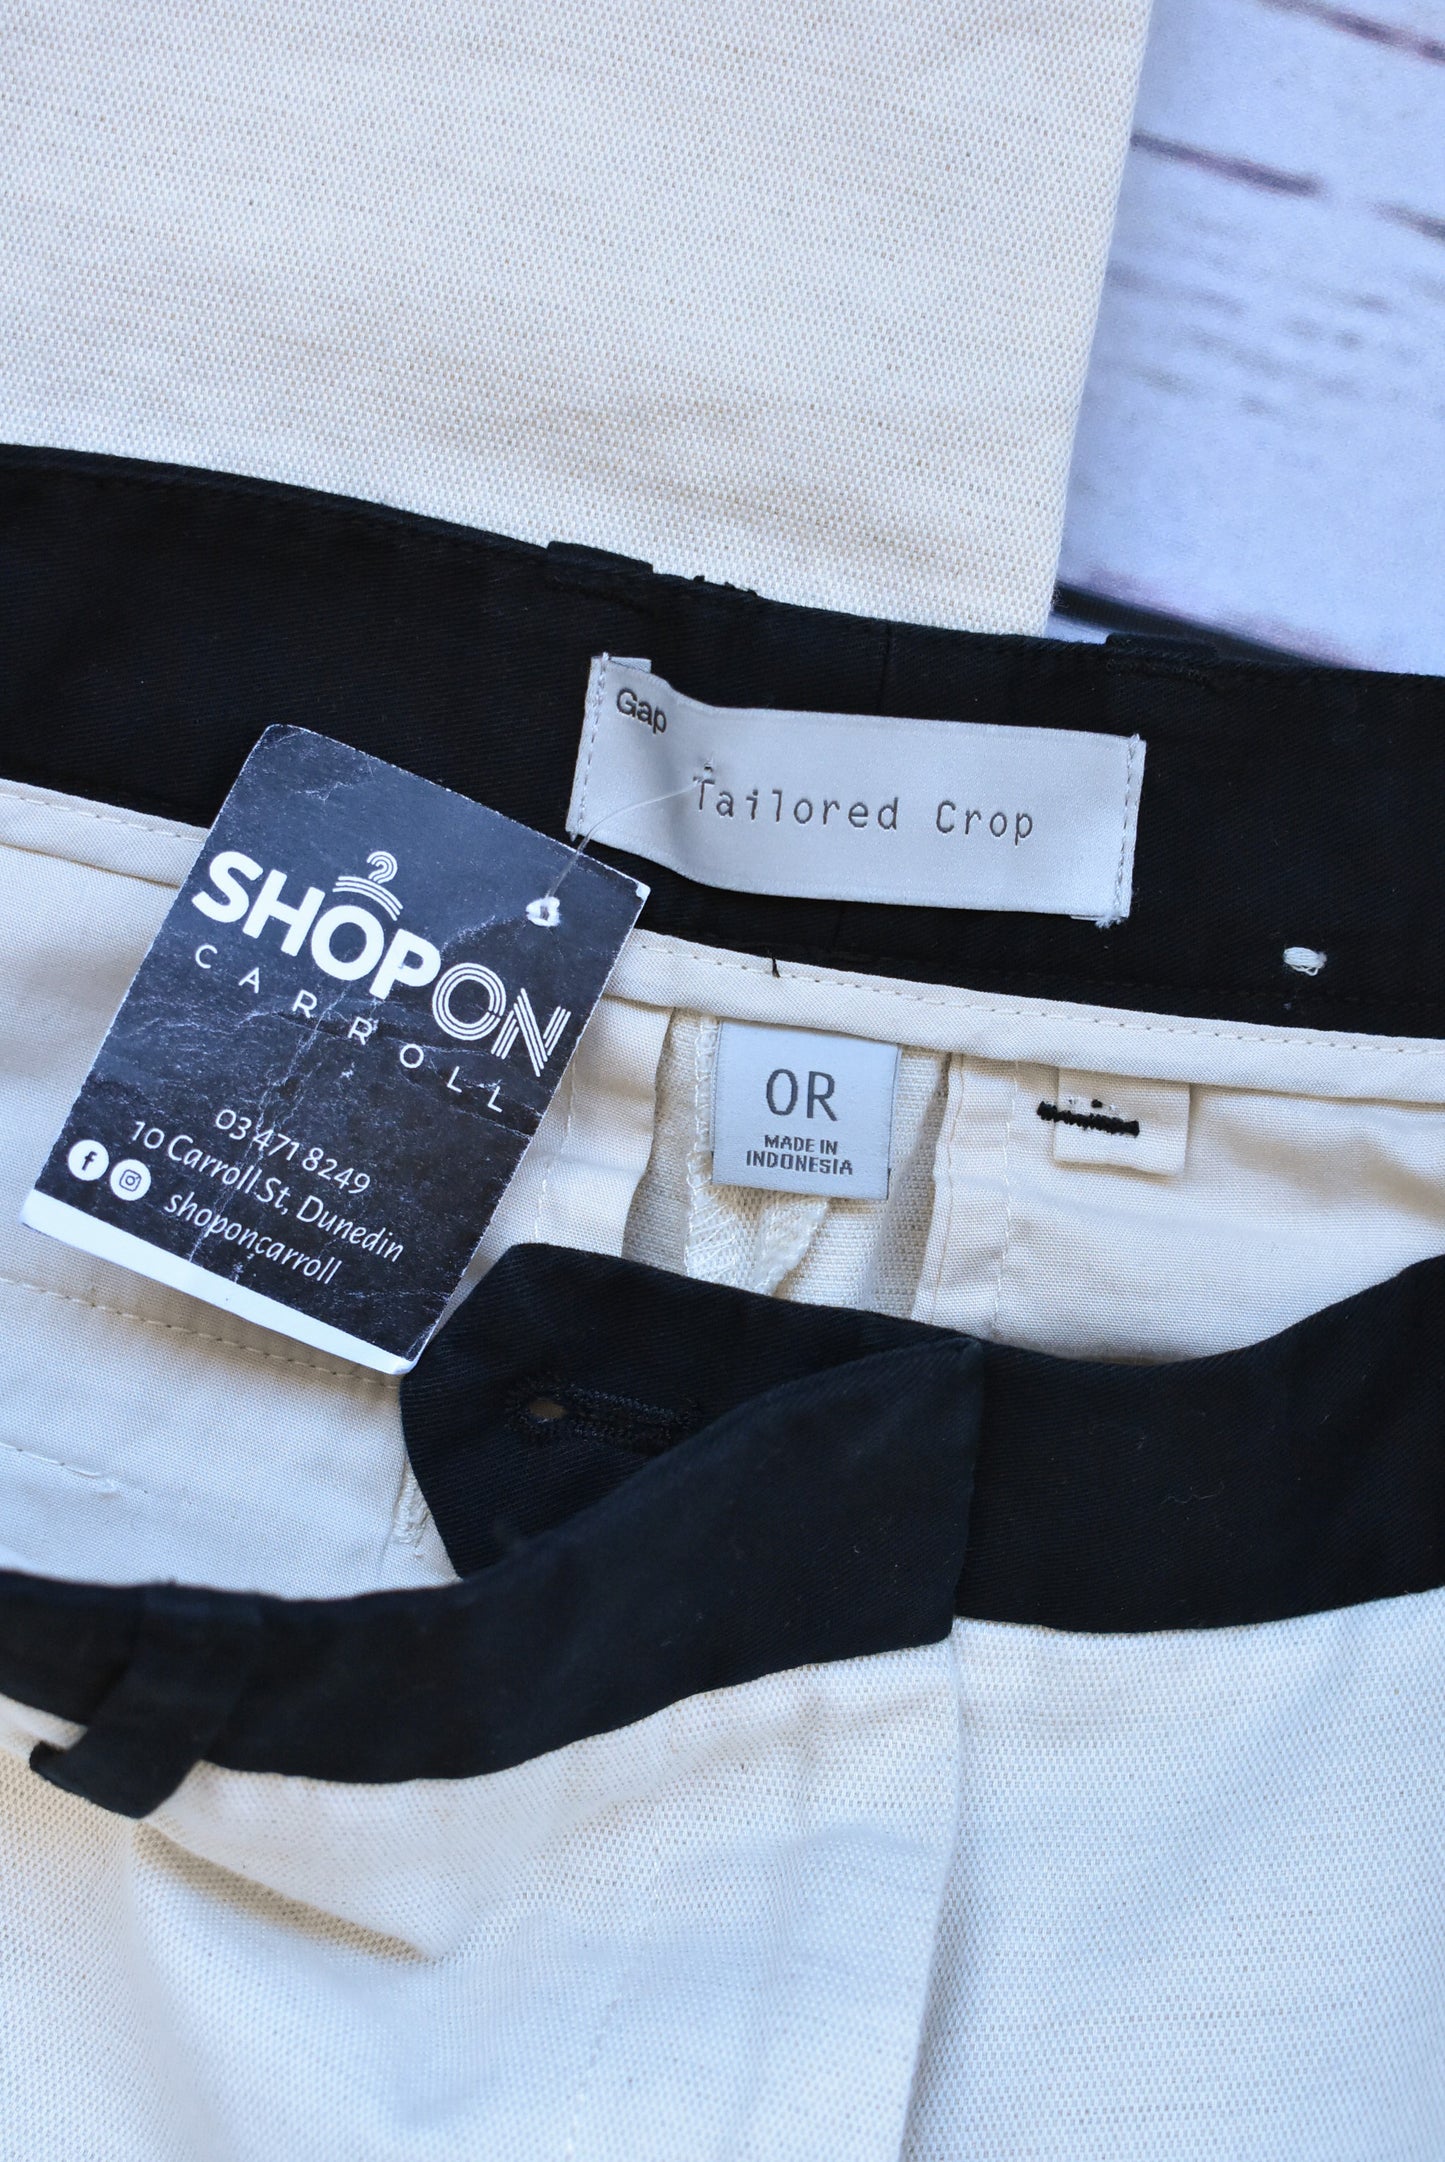 Gap
Tailored Crop
SHOPON
CARROLL
03 471 8249
10 Carroll St, Dunedin
shoponcarroll
0R
MADE IN
INDONESIA